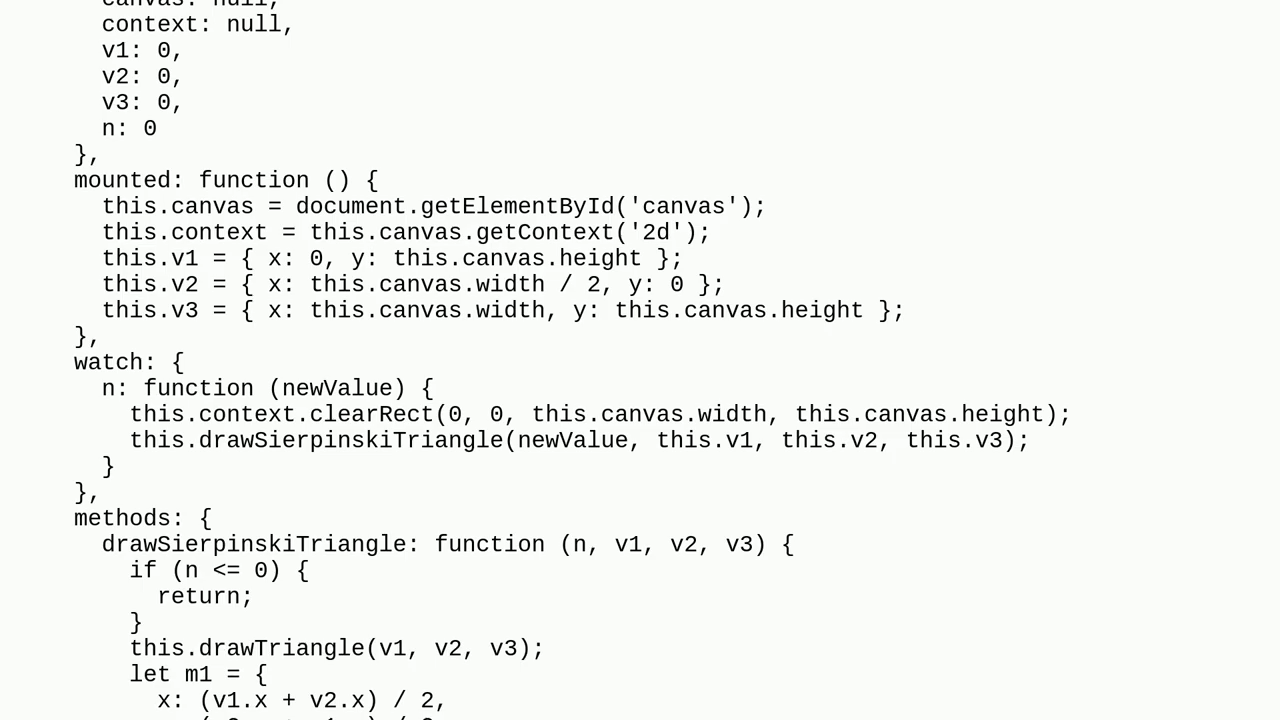 canvas: null,
context: null,
v1: 0,
v2: 0,
v3: 0,
n: 0
},
mounted: function () {
this.canvas = document.getElementById('canvas');
this.context = this.canvas.getContext('2d');
this.v1 = { x: 0, y: this.canvas.height };
this.v2 = { x: this.canvas.width / 2, y: 0 };
this.v3 = { x: this.canvas.width, y: this.canvas.height };
},
watch: {
n: function (newValue) {
this.context.clearRect(0, 0, this.canvas.width, this.canvas.height);
this.drawSierpinskiTriangle(newValue, this.v1, this.v2, this.v3);
}
},
methods: {
drawSierpinskiTriangle: function (n, v1, v2, v3) {
if (n <= 0) {
return;
}
this.drawTriangle(v1, v2, v3);
let m1 = {
x: (v1.x + v2.x) / 2,